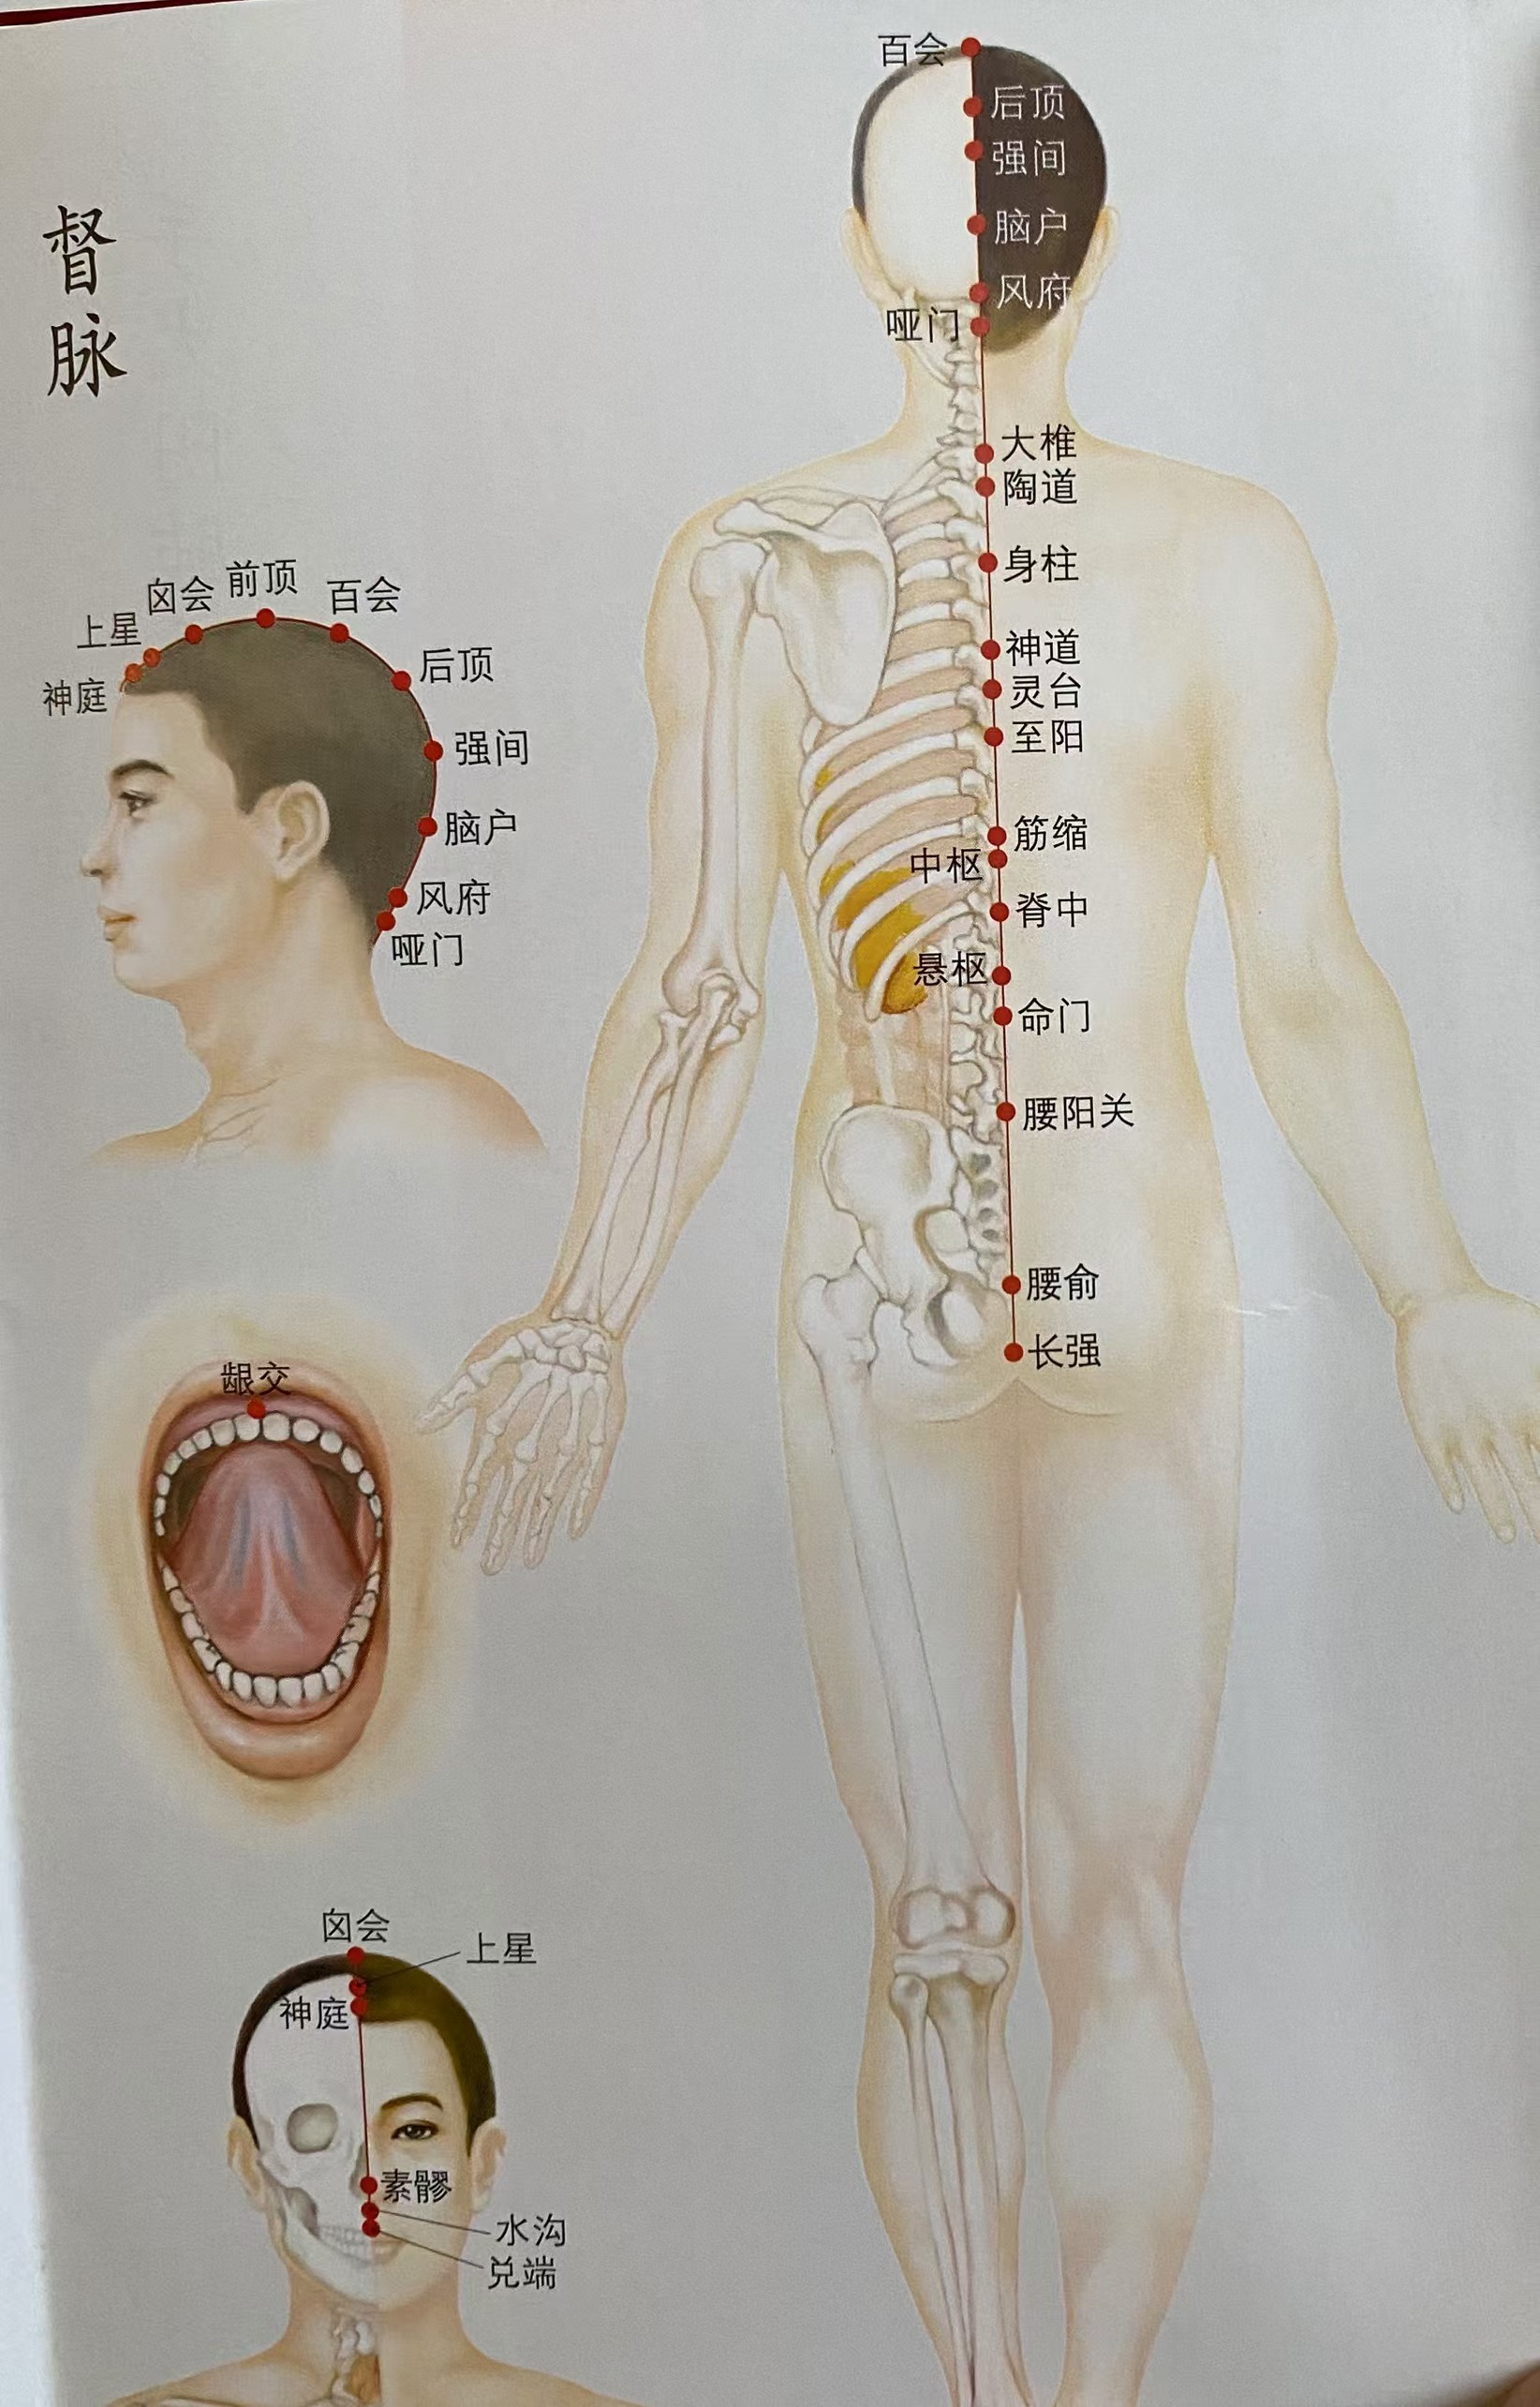 督脉
百会
后顶
强间
脑户
风府
哑门
大椎
陶道
身柱
神道
灵台
至阳
筋缩
中枢
脊中
悬枢
命门
腰阳关
腰俞
长强
前顶
囟会
百会
上星
神庭
后顶
强间
脑户
风府
哑门
龈交
囟会
上星
神庭
素髎
水沟
兑端